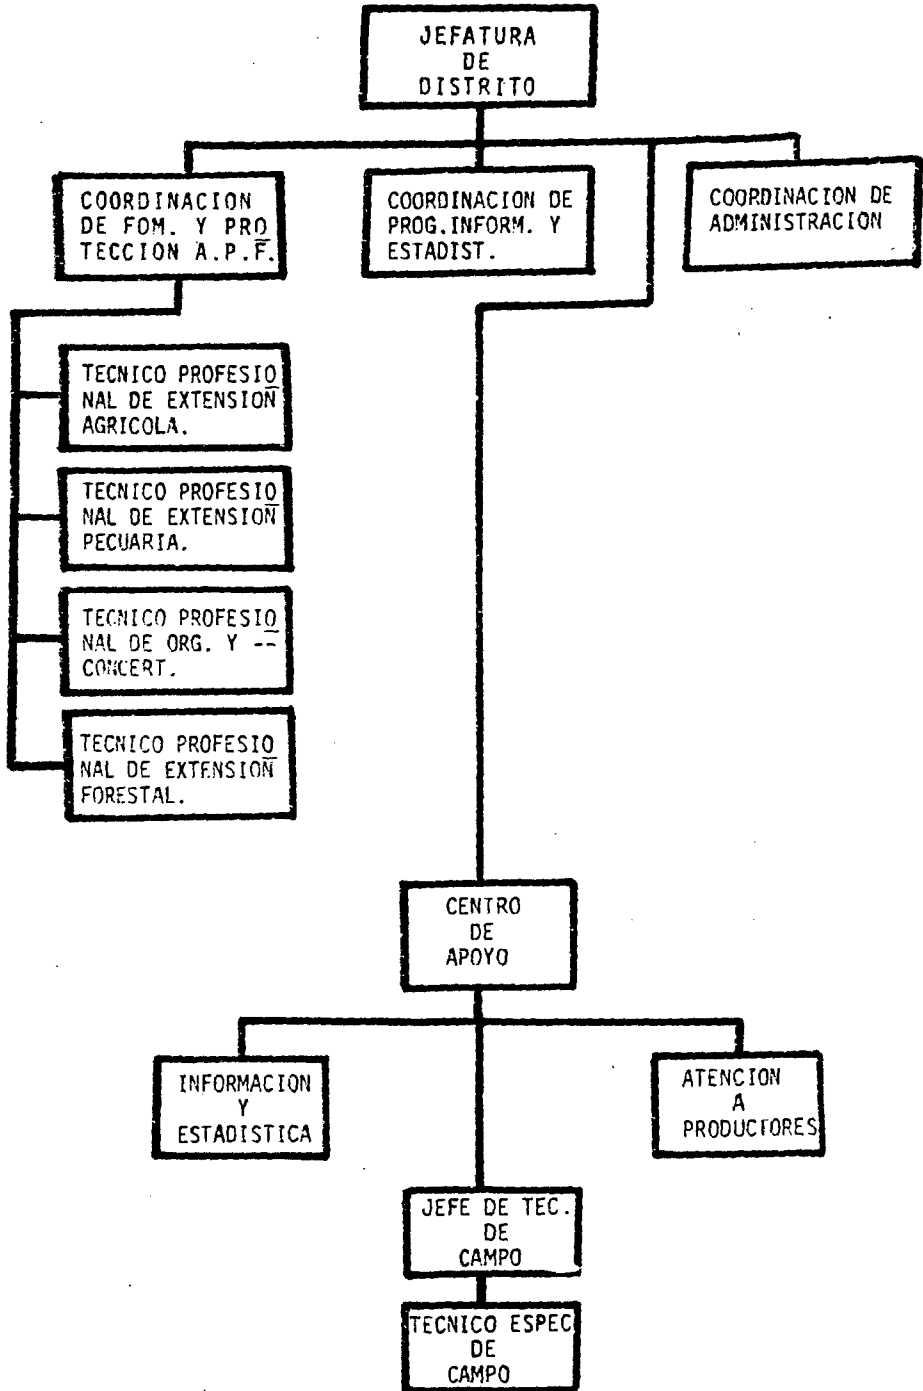 JEFATURA
DE
DISTRITO
COORDINACION
DE FOM. Y PRO
TECCION A.P.F.
COORDINACION DE
PROG.INFORM. Y
ESTADIST.
COORDINACION DE
ADMINISTRACION
TECNICO PROFESIO
NAL DE EXTENSION
AGRICOLA.
TECNICO PROFESIO
NAL DE EXTENSION
PECUARIA.
TECNICO PROFESIO
NAL DE ORG. Y --
CONCERT.
TECNICO PROFESIO
NAL DE EXTENSION
FORESTAL.
CENTRO
DE
APOYO
INFORMACION
Y
ESTADISTICA
ATENCION
A
PRODUCTORES
JEFE DE TEC.
DE
CAMPO
TECNICO ESPEC
DE
CAMPO